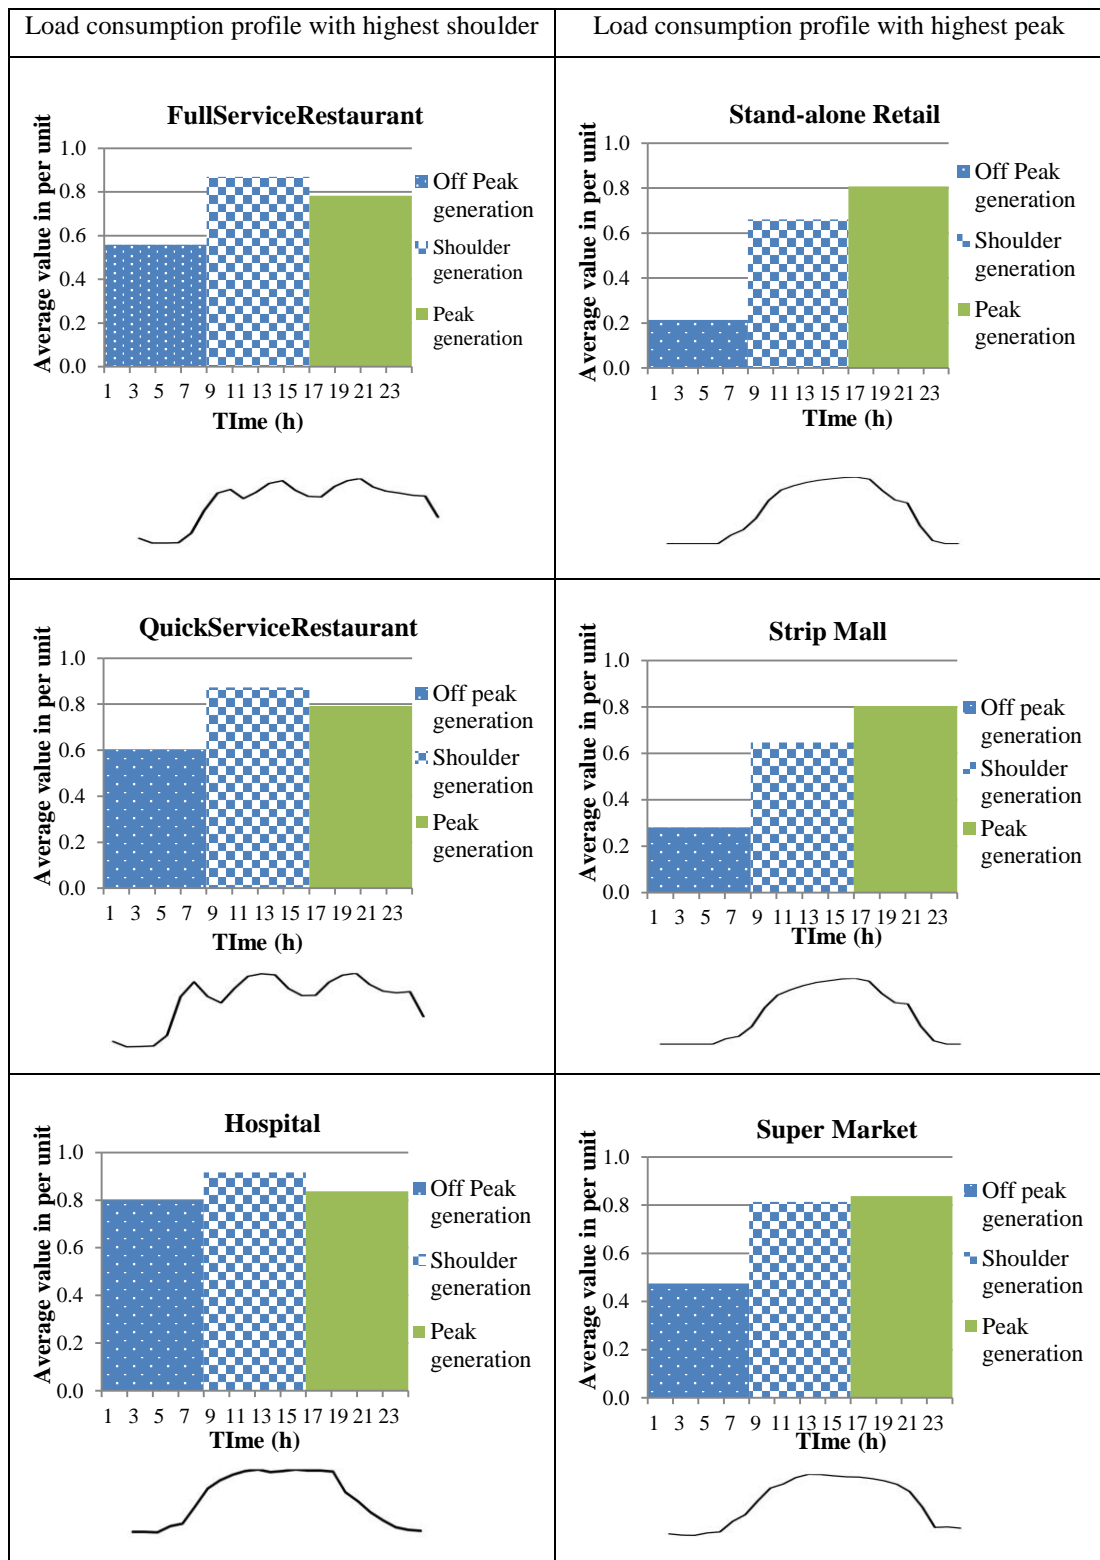 Load consumption profile with highest shoulder
Load consumption profile with highest peak
FullServiceRestaurant
Average value in per unit
1.0
0.8
0.6
0.4
0.2
0.0
1 3 5 7 9 11 13 15 17 19 21 23
TIme (h)
Off Peak
generation
Shoulder
generation
Peak
generation
Stand-alone Retail
Average value in per unit
1.0
0.8
0.6
0.4
0.2
0.0
1 3 5 7 9 11 13 15 17 19 21 23
TIme (h)
Off Peak
generation
Shoulder
generation
Peak
generation
QuickServiceRestaurant
Average value in per unit
1.0
0.8
0.6
0.4
0.2
0.0
1 3 5 7 9 11 13 15 17 19 21 23
TIme (h)
Off peak
generation
Shoulder
generation
Peak
generation
Strip Mall
Average value in per unit
1.0
0.8
0.6
0.4
0.2
0.0
1 3 5 7 9 11 13 15 17 19 21 23
TIme (h)
Off peak
generation
Shoulder
generation
Peak
generation
Hospital
Average value in per unit
1.0
0.8
0.6
0.4
0.2
0.0
1 3 5 7 9 11 13 15 17 19 21 23
TIme (h)
Off Peak
generation
Shoulder
generation
Peak
generation
Super Market
Average value in per unit
1.0
0.8
0.6
0.4
0.2
0.0
1 3 5 7 9 11 13 15 17 19 21 23
TIme (h)
Off peak
generation
Shoulder
generation
Peak
generation